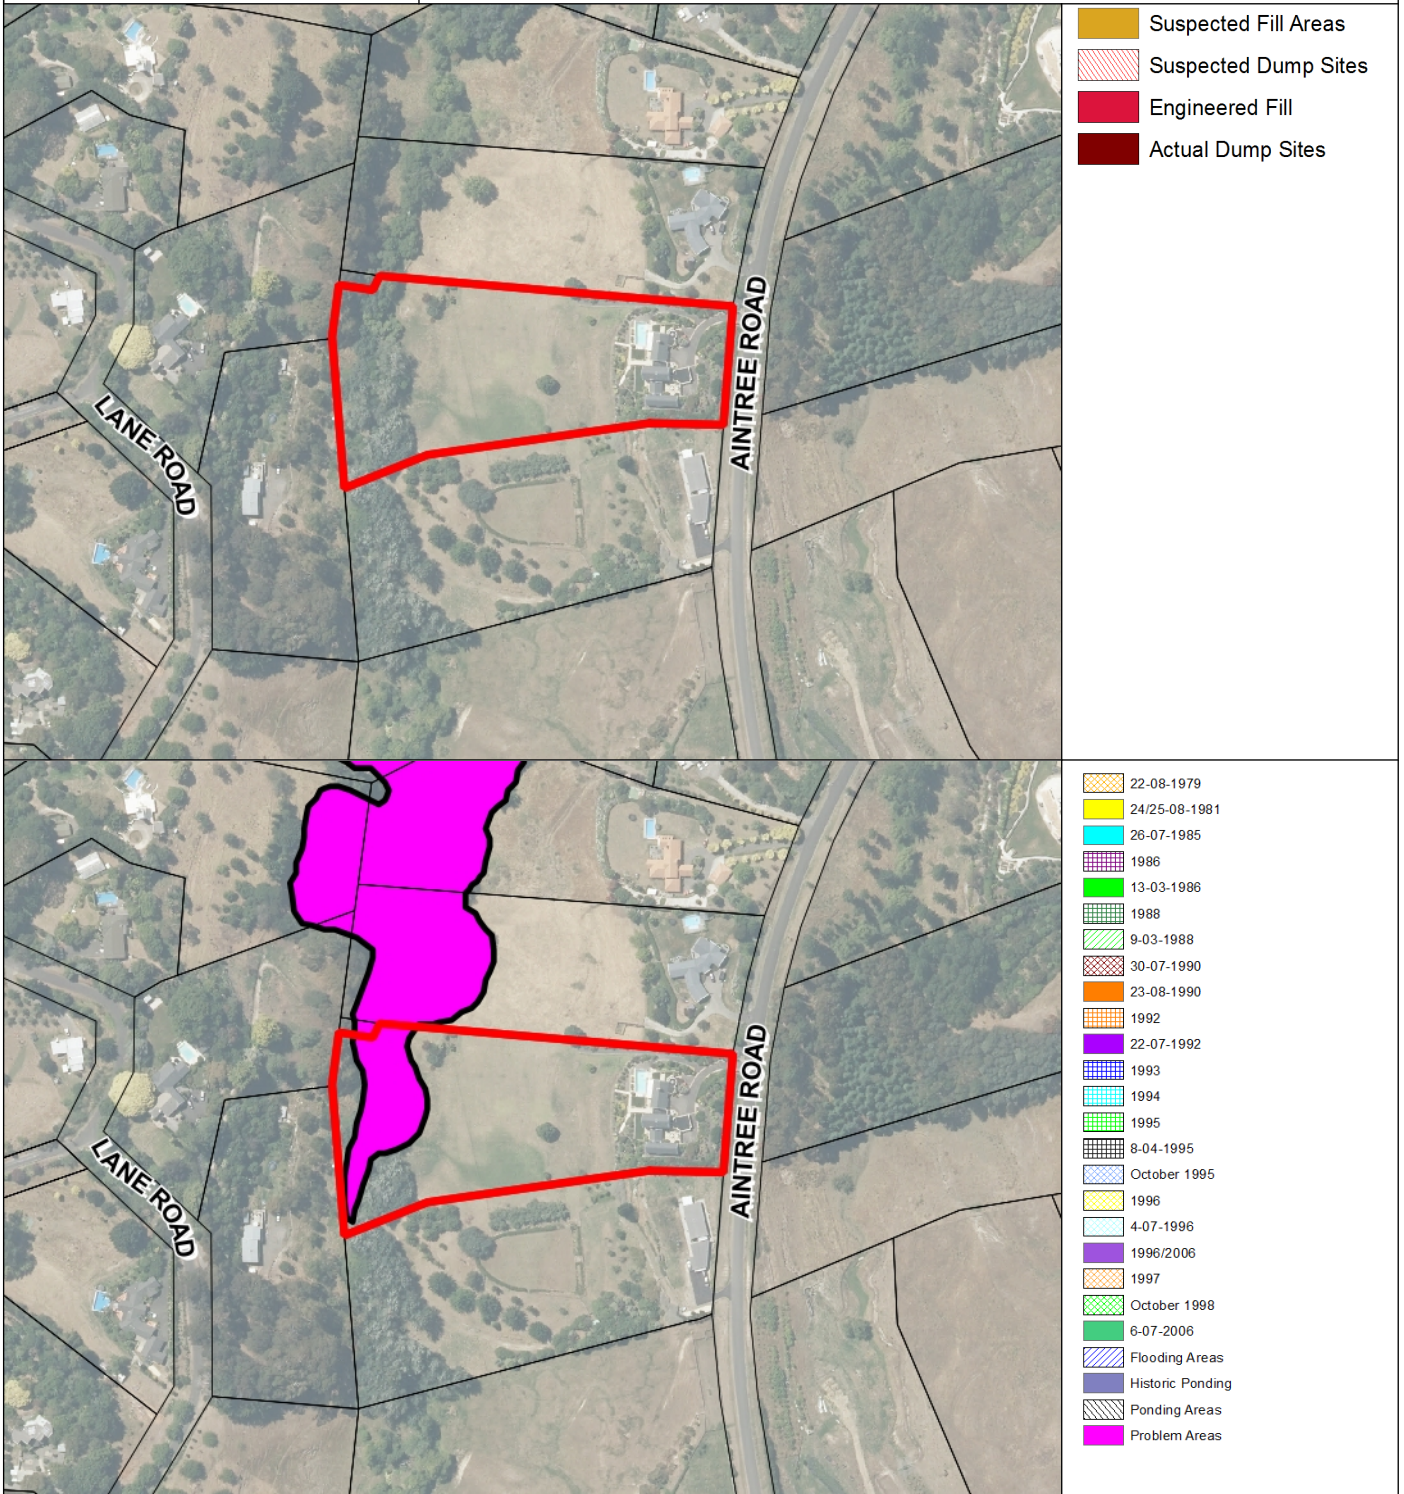 Suspected Fill Areas
Suspected Dump Sites
Engineered Fill
Actual Dump Sites
AINTREE ROAD
LANE ROAD
22-08-1979
24/25-08-1981
26-07-1985
1986
13-03-1986
1988
9-03-1988
30-07-1990
23-08-1990
1992
22-07-1992
1993
1994
1995
8-04-1995
October 1995
1996
4-07-1996
1996/2006
1997
October 1998
6-07-2006
Flooding Areas
Historic Ponding
Ponding Areas
Problem Areas
AINTREE ROAD
LANE ROAD